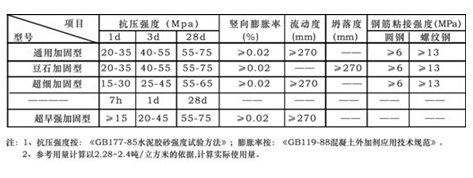 项目 抗压强度（Mpa） 竖向膨胀率 流动度 坍落度 钢筋粘接强度(MPa)
型号 1d 3d 28d (%) (mm) (mm) 圆钢 螺纹钢
通用加固型 20-35 40-55 55-75 ≥0.02 ≥270 —— ≥6 ≥13
豆石加固型 20-35 40-55 55-75 ≥0.02 —— ≥270 ≥6 ≥13
超细加固型 15-30 25-45 55-65 ≥0.02 ≥270 —— ≥6 ≥13
———— 7h 1d 28d —— —— —— —— ——
超早强加固型 ≥15 20-45 55-75 ≥0.02 ≥270 —— —— ——
注：1、抗压强度按：《GB177-85水泥胶砂强度试验方法》；膨胀率按：《GB119-88混凝土外加剂应用技术规范》。
2、参考用量计算以2.28-2.4吨/立方米的依据,计算实际使用量。